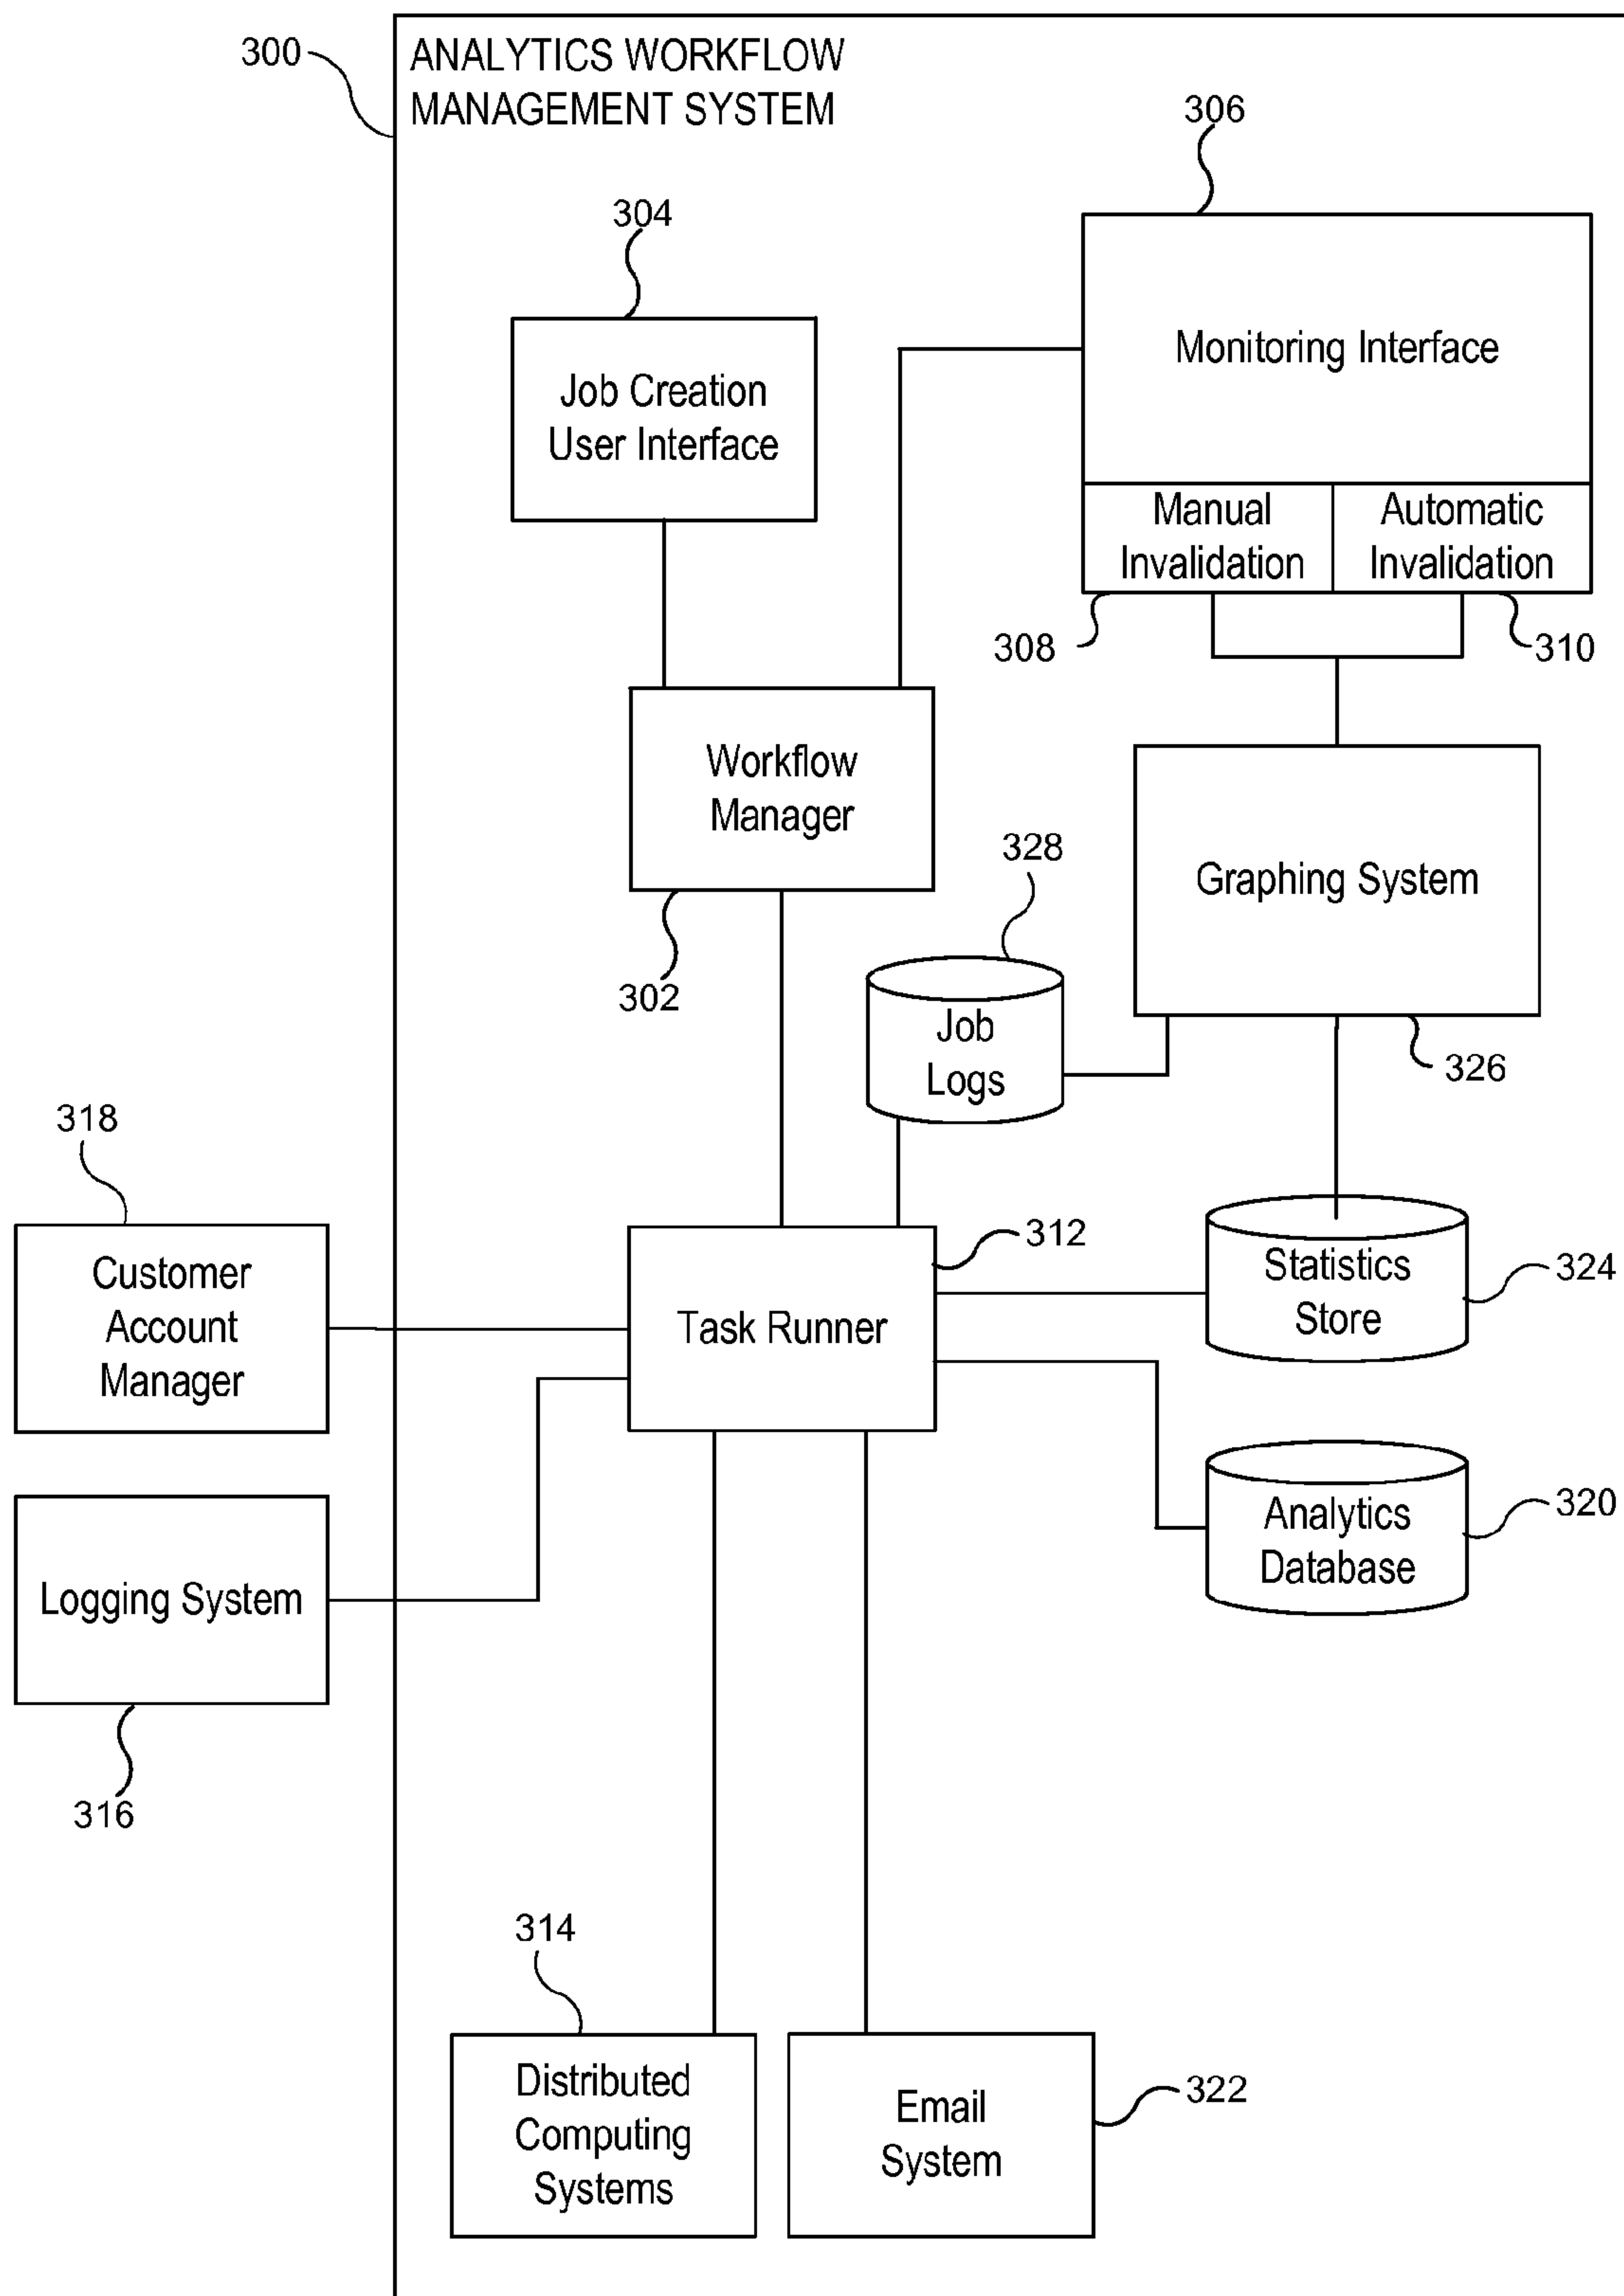 300
ANALYTICS WORKFLOW
MANAGEMENT SYSTEM
306
304
Monitoring Interface
Job Creation
User Interface
Manual
Invalidation
Automatic
Invalidation
308
310
Workflow
Manager
328
Graphing System
302
Job
Logs
326
318
312
Customer
Account
Manager
Task Runner
Statistics
Store
324
320
Analytics
Database
Logging System
316
314
Distributed
Computing
Systems
Email
System
322